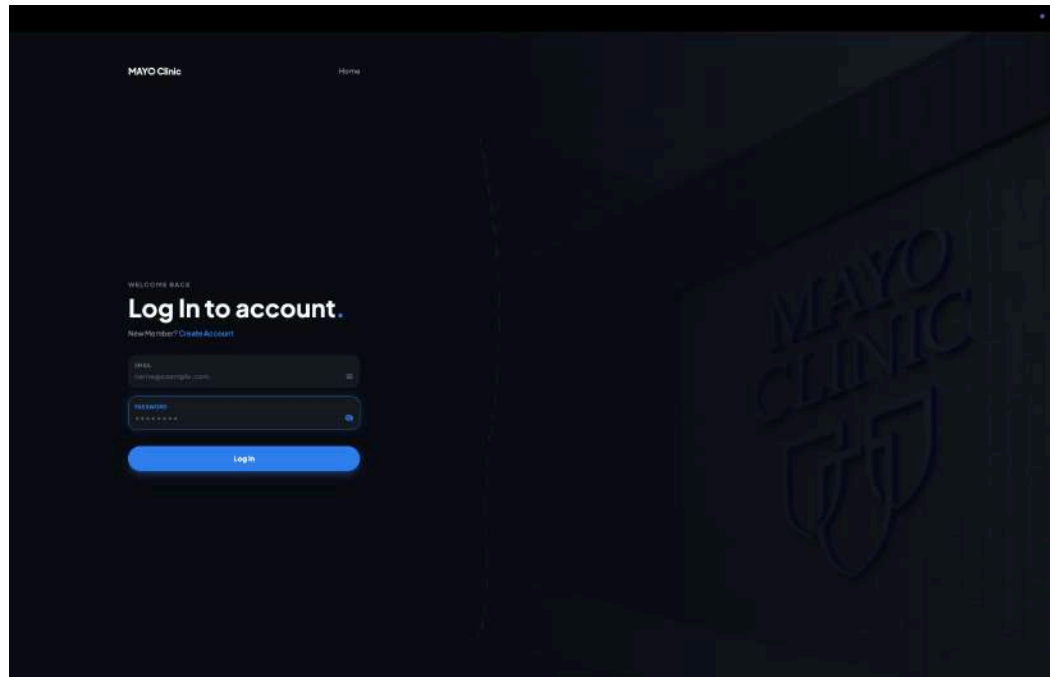 MAYO Clinic
Home
WELCOME BACK
Log In to account.
New Member? Create Account
EMAIL
name@example.com
PASSWORD
Log In
MAYO
CLINIC